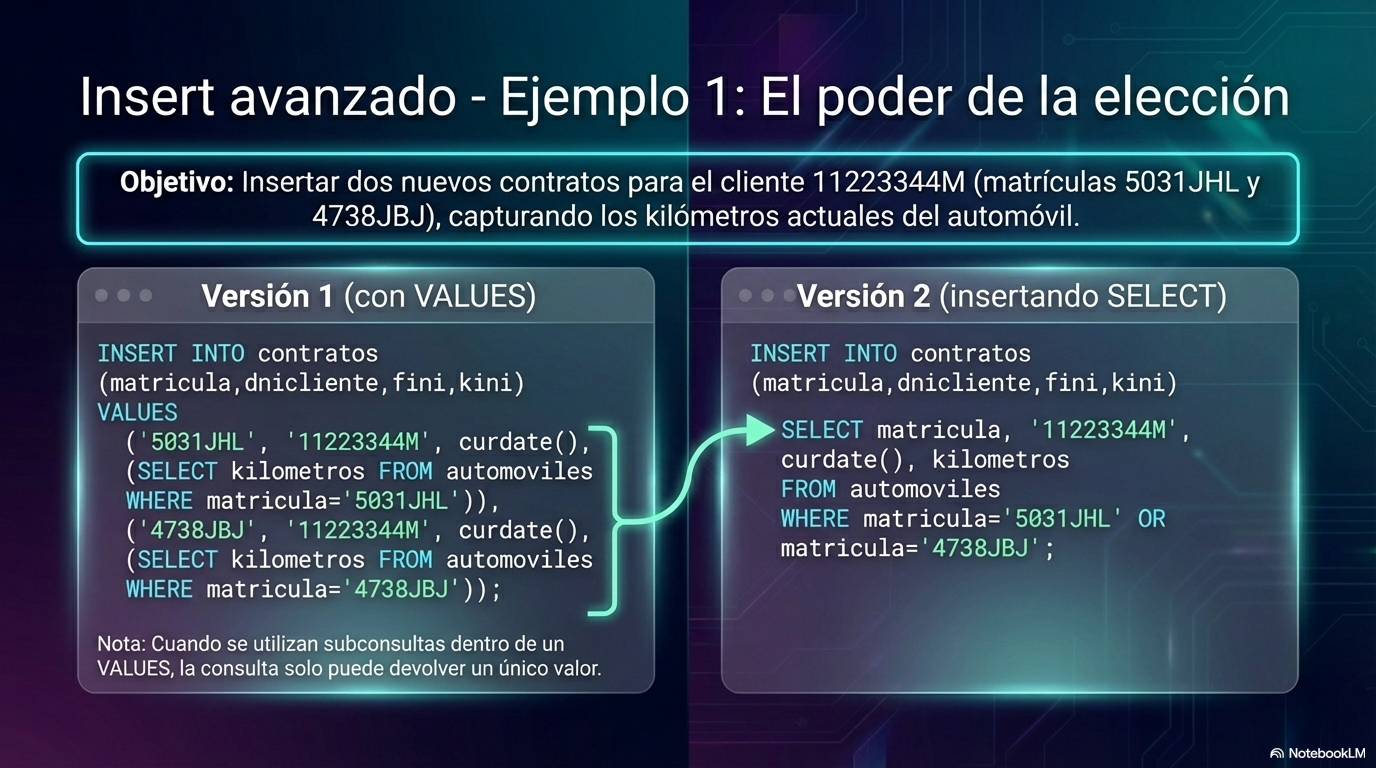 Insert avanzado - Ejemplo 1: El poder de la elección
Objetivo: Insertar dos nuevos contratos para el cliente 11223344M (matrículas 5031JHL y
4738JBJ), capturando los kilómetros actuales del automóvil.
Versión 1 (con VALUES)
INSERT INTO contratos
(matricula,dnicliente,fini,kini)
VALUES
('5031JHL', '11223344M', curdate(),
(SELECT kilometros FROM automoviles
WHERE matricula='5031JHL')),
('4738JBJ', '11223344M', curdate(),
(SELECT kilometros FROM automoviles
WHERE matricula='4738JBJ'));
Nota: Cuando se utilizan subconsultas dentro de un
VALUES, la consulta solo puede devolver un único valor.
Versión 2 (insertando SELECT)
INSERT INTO contratos
(matricula,dnicliente,fini,kini)
SELECT matricula, '11223344M',
curdate(), kilometros
FROM automoviles
WHERE matricula='5031JHL' OR
matricula='4738JBJ';
NotebookLM